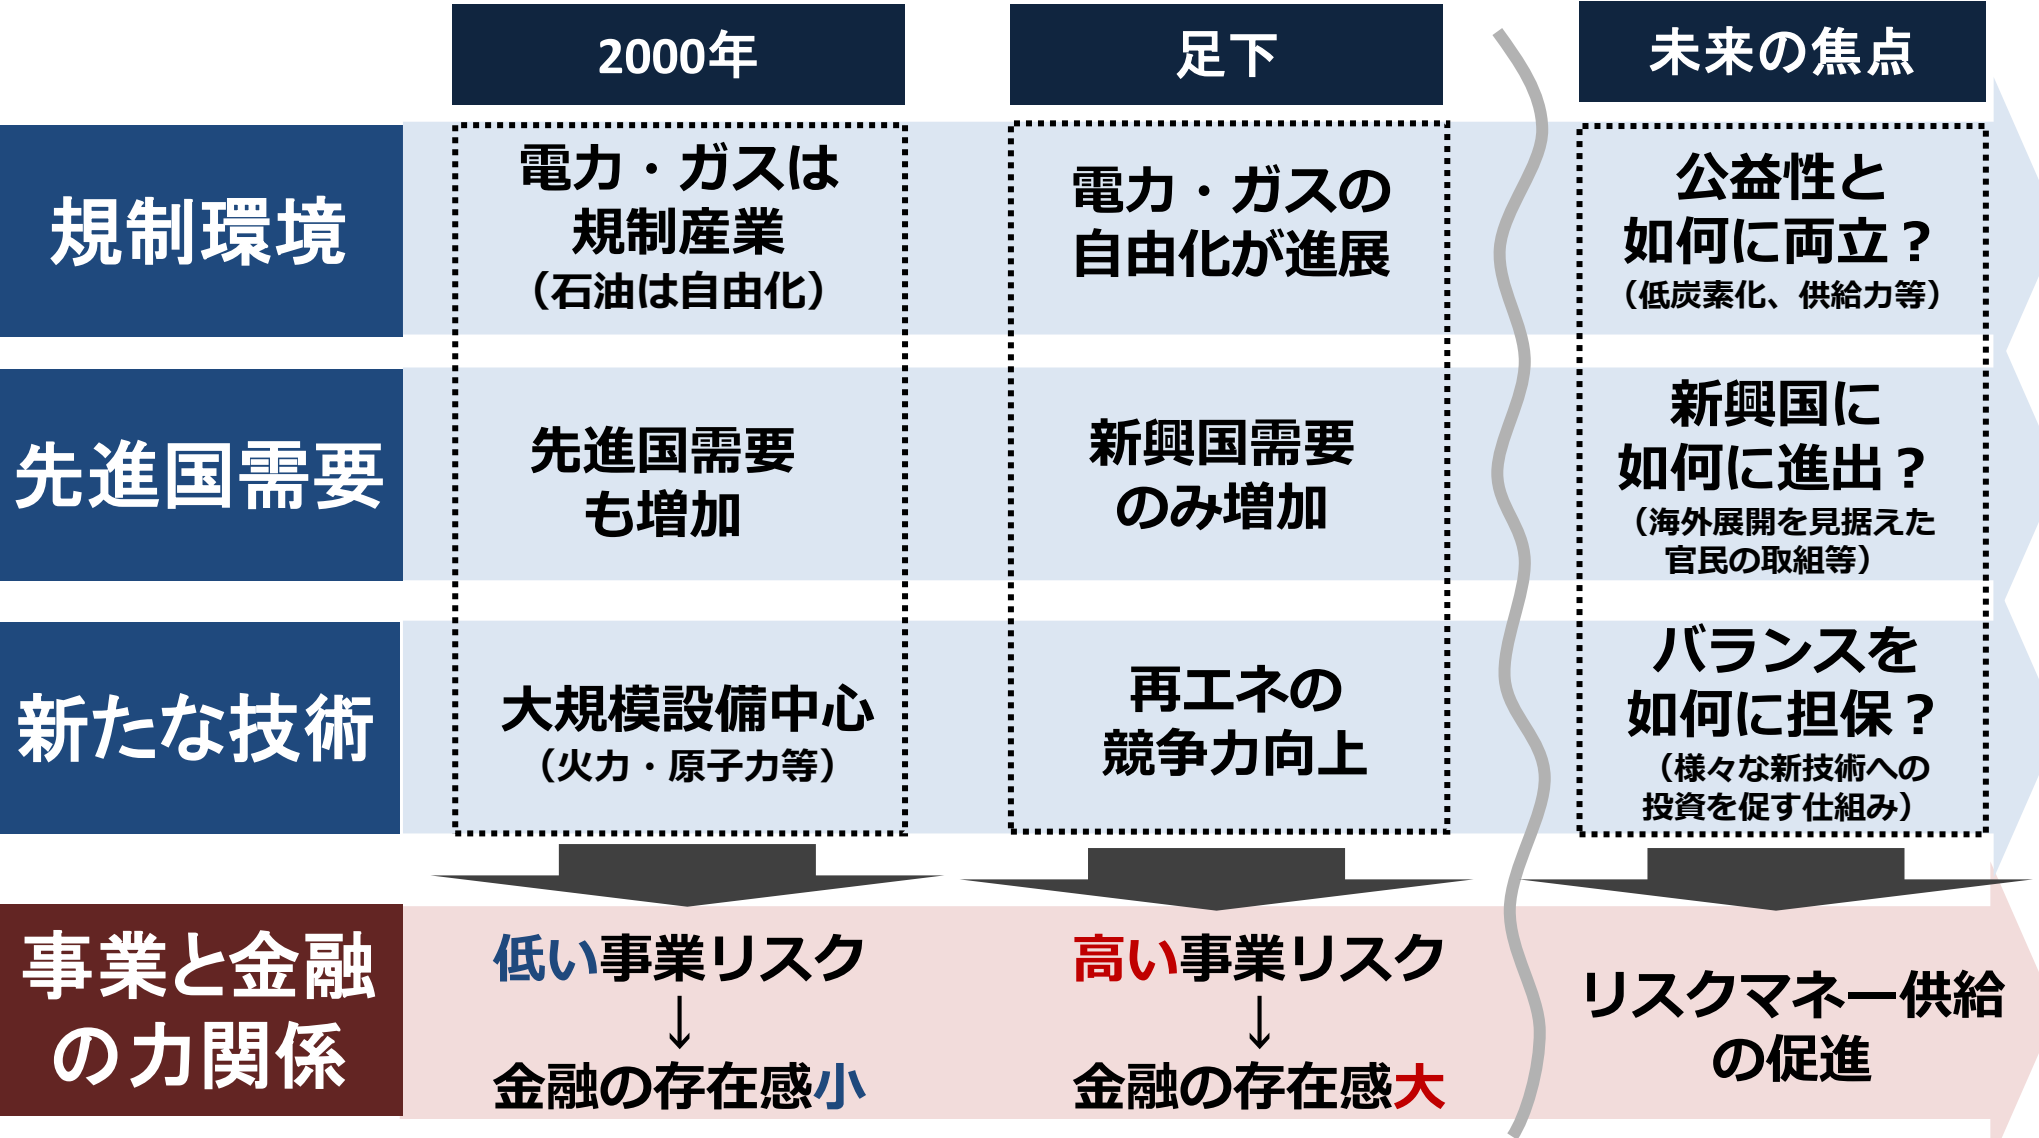 2000年
足下
未来の焦点
規制環境
電力・ガスは
規制産業
（石油は自由化）
電力・ガスの
自由化が進展
公益性と
如何に両立？
（低炭素化、供給力等）
先進国需要
先進国需要
も増加
新興国需要
のみ増加
新興国に
如何に進出？
（海外展開を見据えた
官民の取組等）
新たな技術
大規模設備中心
（火力・原子力等）
再エネの
競争力向上
バランスを
如何に担保？
（様々な新技術への
投資を促す仕組み）
事業と金融
の力関係
低い事業リスク
↓
金融の存在感小
高い事業リスク
↓
金融の存在感大
リスクマネー供給
の促進